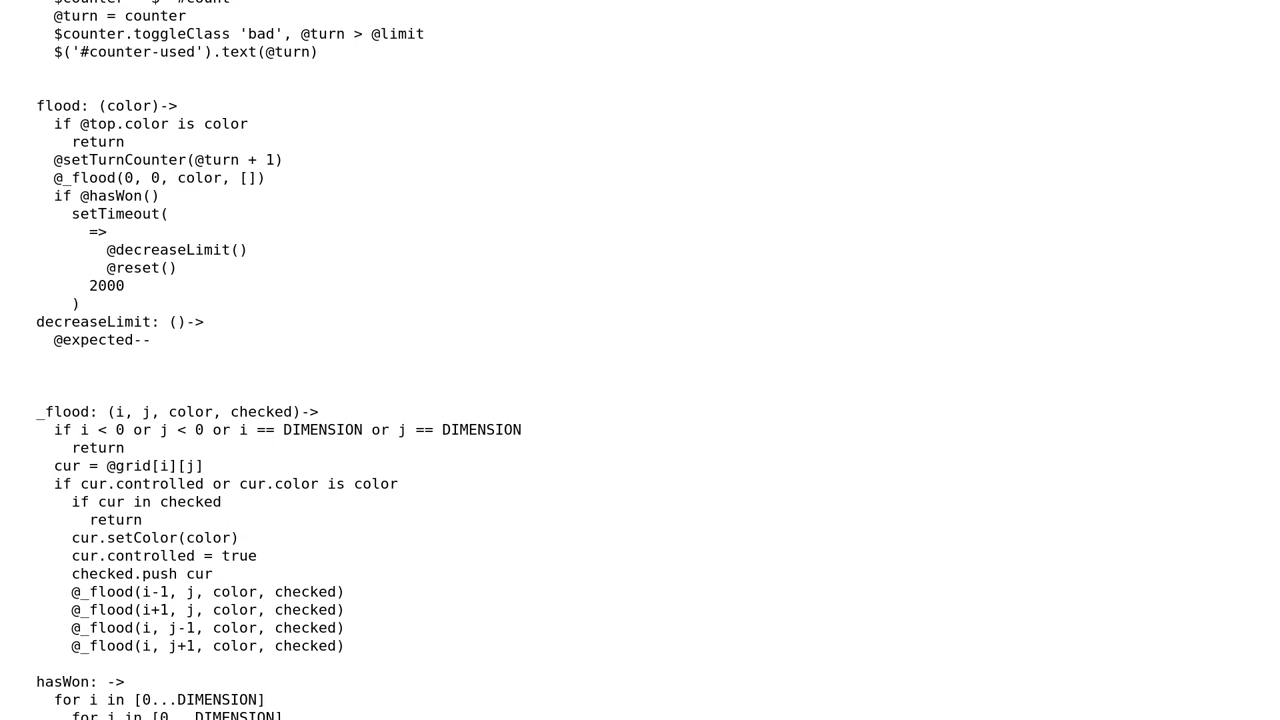 @turn = counter
$counter.toggleClass 'bad', @turn > @limit
$('#counter-used').text(@turn)
flood: (color)->
if @top.color is color
return
@setTurnCounter(@turn + 1)
@_flood(0, 0, color, [])
if @hasWon()
setTimeout(
=>
@decreaseLimit()
@reset()
2000
)
decreaseLimit: ()->
@expected--
_flood: (i, j, color, checked)->
if i < 0 or j < 0 or i == DIMENSION or j == DIMENSION
return
cur = @grid[i][j]
if cur.controlled or cur.color is color
if cur in checked
return
cur.setColor(color)
cur.controlled = true
checked.push cur
@_flood(i-1, j, color, checked)
@_flood(i+1, j, color, checked)
@_flood(i, j-1, color, checked)
@_flood(i, j+1, color, checked)
hasWon: ->
for i in [0...DIMENSION]
for j in [0...DIMENSION]